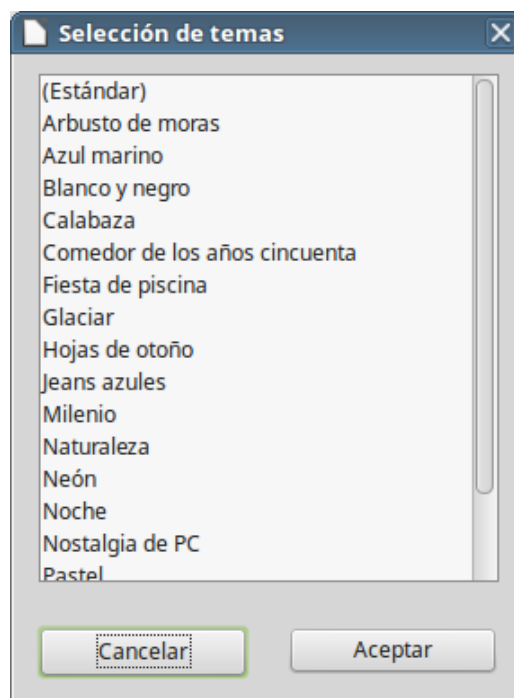 Selección de temas
(Estándar)
Arbusto de moras
Azul marino
Blanco y negro
Calabaza
Comedor de los años cincuenta
Fiesta de piscina
Glaciar
Hojas de otoño
Jeans azules
Milenio
Naturaleza
Neón
Noche
Nostalgia de PC
Pastel
Cancelar Aceptar